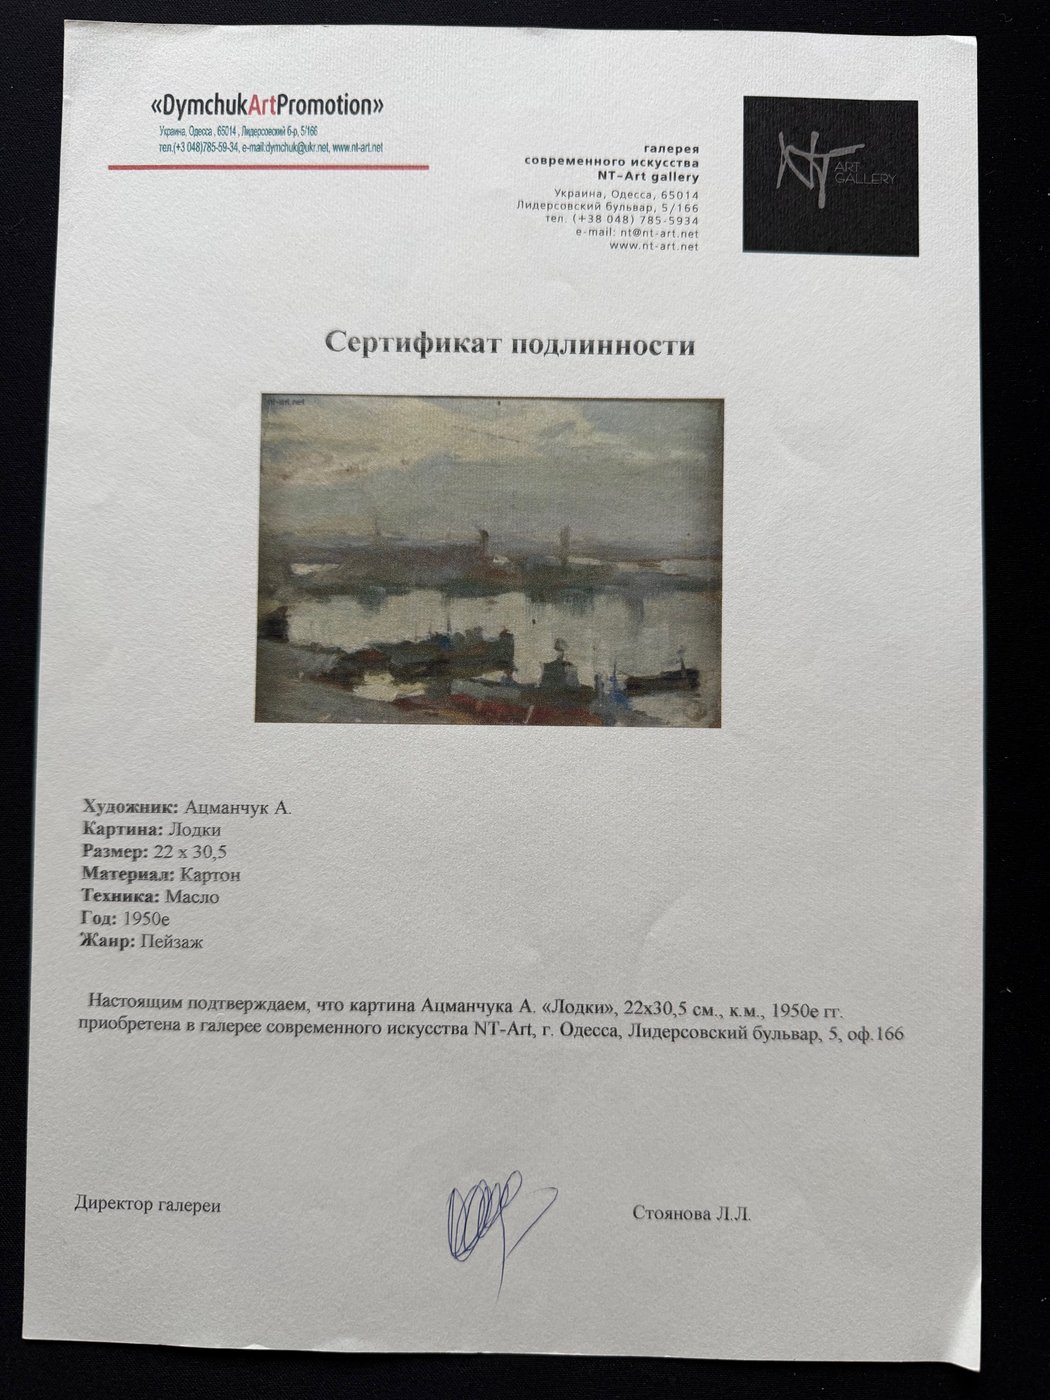 «DymchukArtPromotion»
Украина, Одесса , 65014 , Лидерсовский б-р, 5/166
тел.(+3 048)785-59-34, e-mail:dymchuk@ukr.net, www.nt-art.net
галерея
современного искусства
NT-Art gallery
Украина, Одесса, 65014
Лидерсовский бульвар, 5/166
тел. (+38 048) 785-5934
e-mail: nt@nt-art.net
www.nt-art.net
NT ART
GALLERY
Сертификат подлинности
nt-art.net
Художник: Ацманчук А.
Картина: Лодки
Размер: 22 x 30,5
Материал: Картон
Техника: Масло
Год: 1950е
Жанр: Пейзаж
Настоящим подтверждаем, что картина Ацманчука А. «Лодки», 22x30,5 см., к.м., 1950е гг.
приобретена в галерее современного искусства NT-Art, г. Одесса, Лидерсовский бульвар, 5, оф.166
Директор галереи
Стоянова Л.Л.